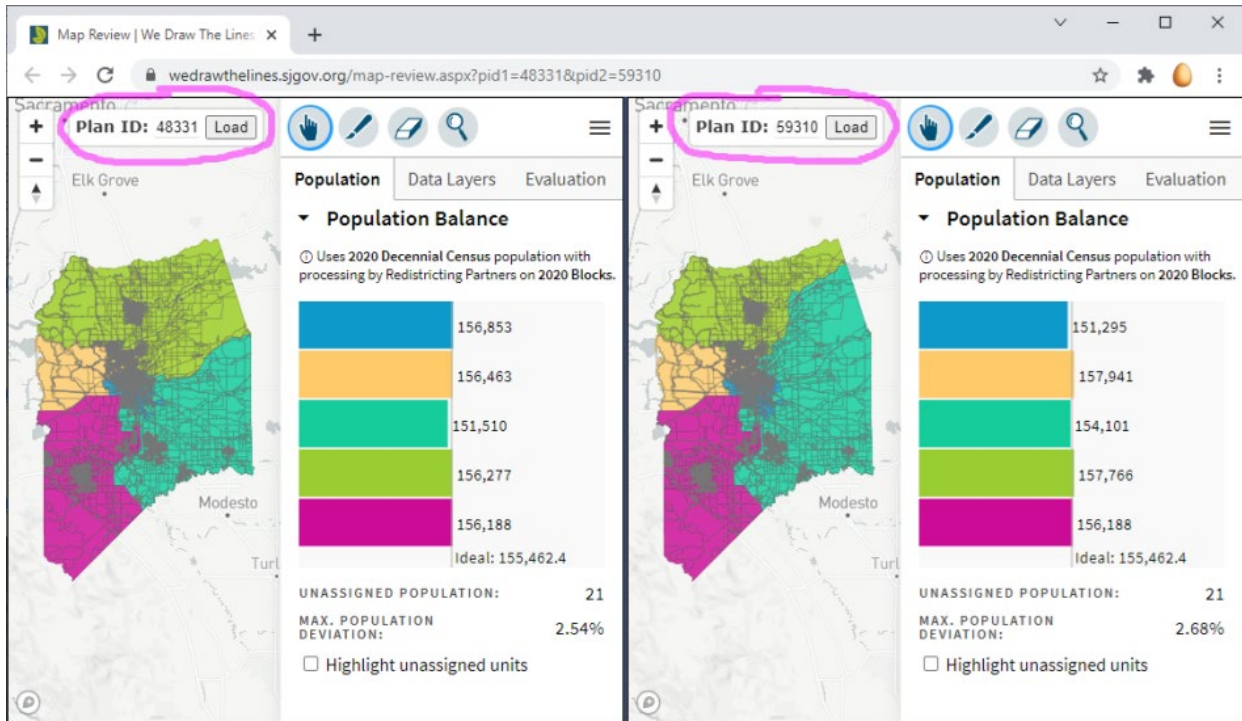 Map Review | We Draw The Lines
wedrawthelines.sjgov.org/map-review.aspx?pid1=48331&pid2=59310
Sacramento
Plan ID: 48331 Load
Elk Grove
Modesto
Turl
Population Data Layers Evaluation
Population Balance
Uses 2020 Decennial Census population with
processing by Redistricting Partners on 2020 Blocks.
156,853
156,463
151,510
156,277
156,188
Ideal: 155,462.4
UNASSIGNED POPULATION: 21
MAX. POPULATION
DEVIATION: 2.54%
Highlight unassigned units
Sacramento
Plan ID: 59310 Load
Elk Grove
Modesto
Turl
Population Data Layers Evaluation
Population Balance
Uses 2020 Decennial Census population with
processing by Redistricting Partners on 2020 Blocks.
151,295
157,941
154,101
157,766
156,188
Ideal: 155,462.4
UNASSIGNED POPULATION: 21
MAX. POPULATION
DEVIATION: 2.68%
Highlight unassigned units